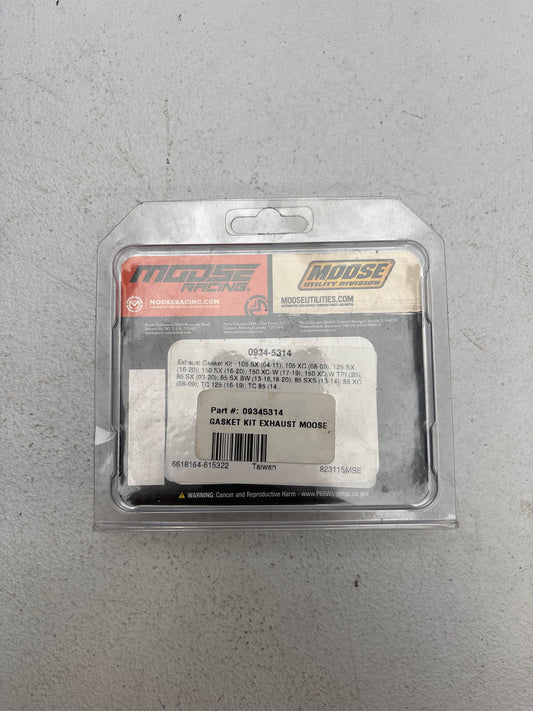 MOOSE
RACING.
MOOSE
UTILITY DIVISION
MOOSERACING.COM
MOOSEUTILITIES.COM
0934-5314
Exhaust Gasket Kit - 105 SX (04-11); 105 XC (08-09); 125 SX
(16-20); 150 SX (16-20); 150 XC-W (17-19); 150 XC-W TPI (20);
85 SX (03-20); 85 SX BW (13-16,18-20); 85 SXS (13-14); 85 XC
(08-09); TC 125 (16-19); TC 85 (14...
Part #: 09345314
GASKET KIT EXHAUST MOOSE
6618164-615322 Taiwan 823115MSE
WARNING: Cancer and Reproductive Harm - www.P65Warnings.ca.gov